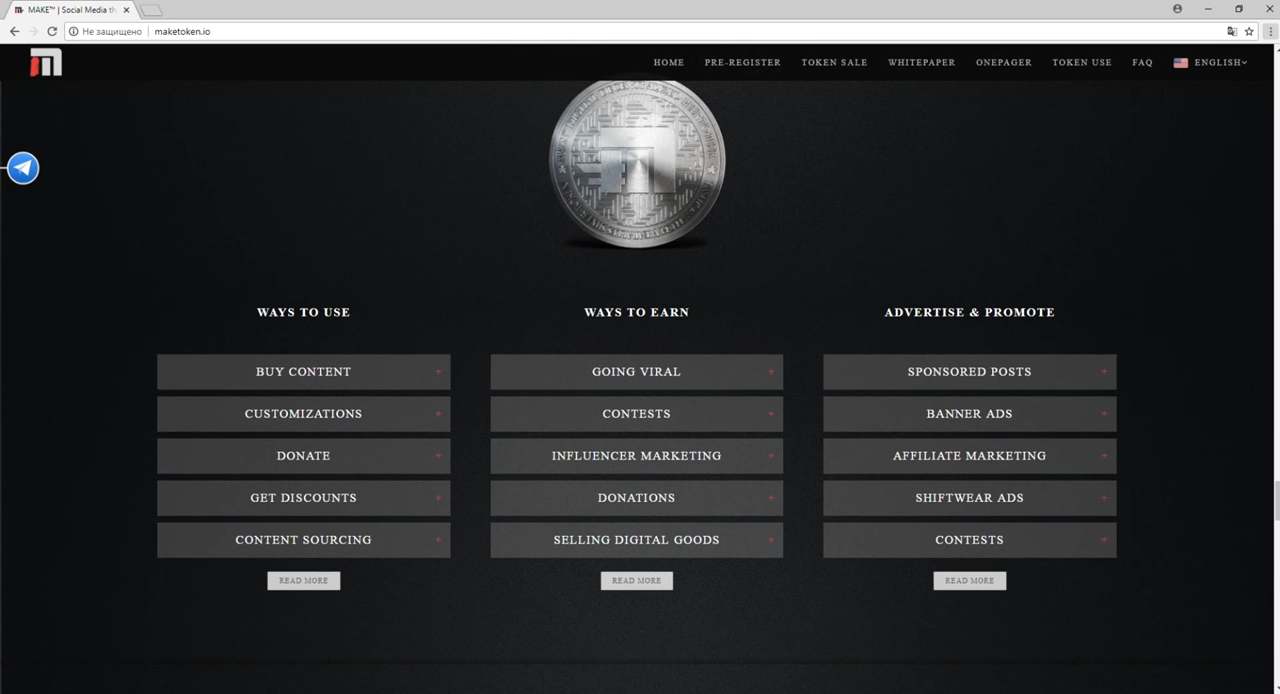 MAKE™ | Social Media th
Не защищено | maketoken.io
HOME PRE-REGISTER TOKEN SALE WHITEPAPER ONEPAGER TOKEN USE FAQ ENGLISH
WAYS TO USE
BUY CONTENT +
CUSTOMIZATIONS +
DONATE +
GET DISCOUNTS +
CONTENT SOURCING +
READ MORE
WAYS TO EARN
GOING VIRAL +
CONTESTS +
INFLUENCER MARKETING +
DONATIONS +
SELLING DIGITAL GOODS +
READ MORE
ADVERTISE & PROMOTE
SPONSORED POSTS +
BANNER ADS +
AFFILIATE MARKETING +
SHIFTWEAR ADS +
CONTESTS +
READ MORE